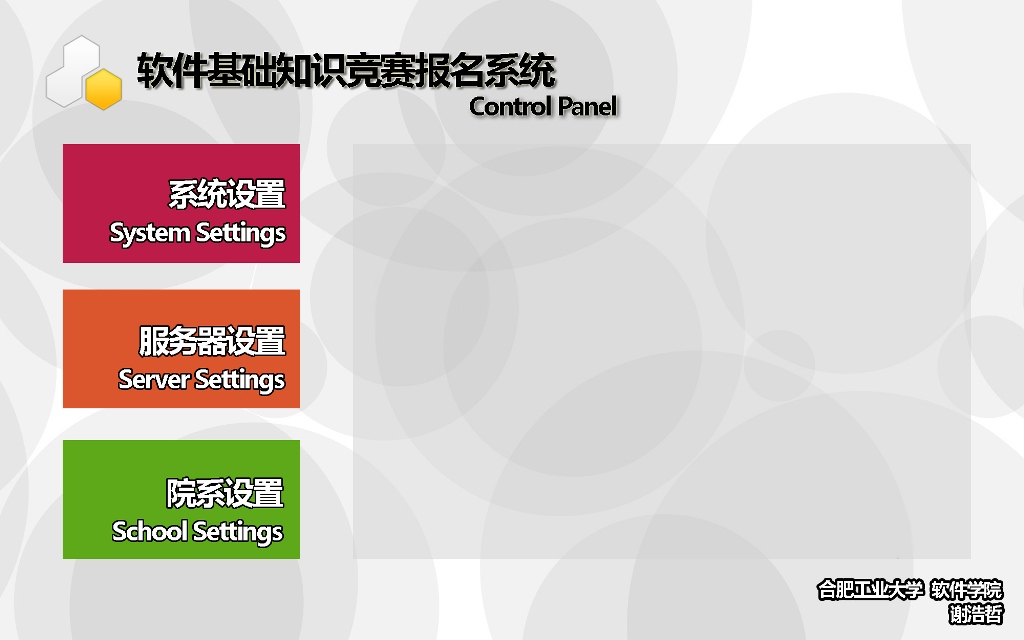 软件基础知识竞赛报名系统
Control Panel
系统设置
System Settings
服务器设置
Server Settings
院系设置
School Settings
合肥工业大学 软件学院
谢浩哲